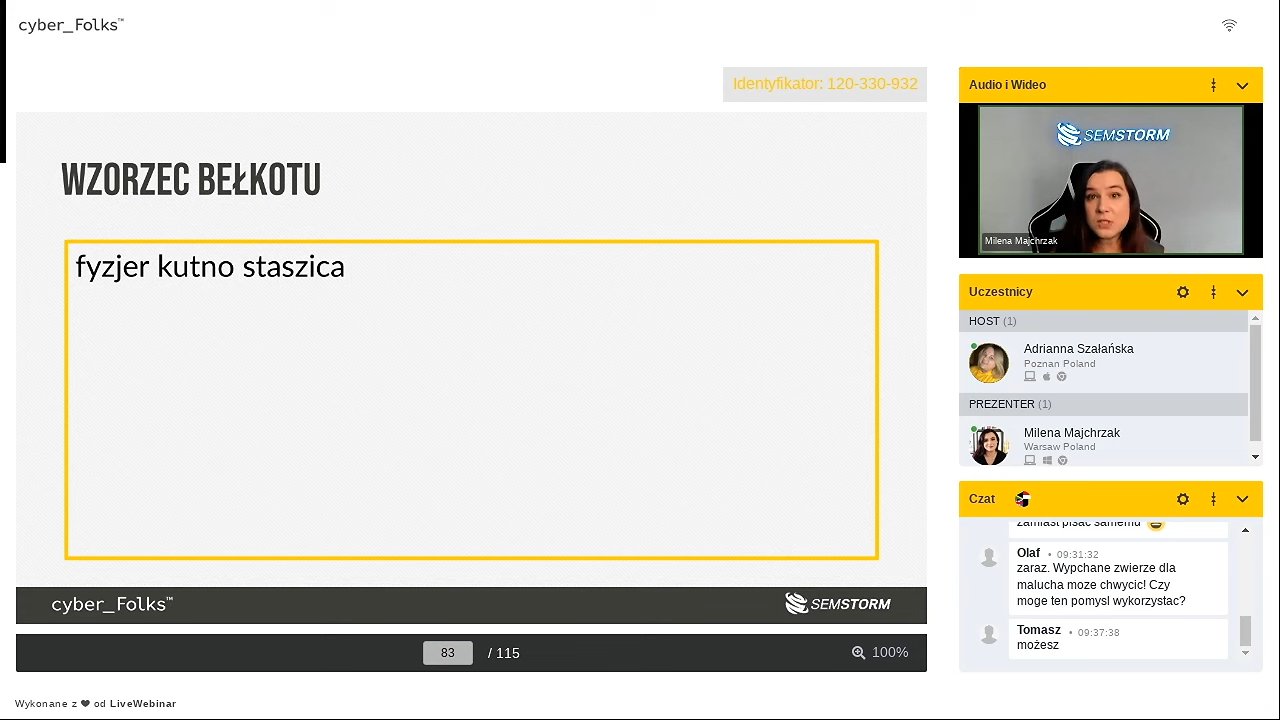 cyber_Folks™
Identyfikator: 120-330-932
WZORZEC BEŁKOTU
fyzjer kutno staszica
cyber_Folks™
SEMSTORM
83 / 115
100%
Wykonane z ❤ od LiveWebinar
Audio i Wideo
SEMSTORM
Milena Majchrzak
Uczestnicy
HOST (1)
Adrianna Szałańska
Poznan Poland
PREZENTER (1)
Milena Majchrzak
Warsaw Poland
Czat
zamiast pisac samemu
Olaf • 09:31:32
zaraz. Wypchane zwierze dla
malucha moze chwycic! Czy
moge ten pomysl wykorzystac?
Tomasz • 09:37:38
możesz